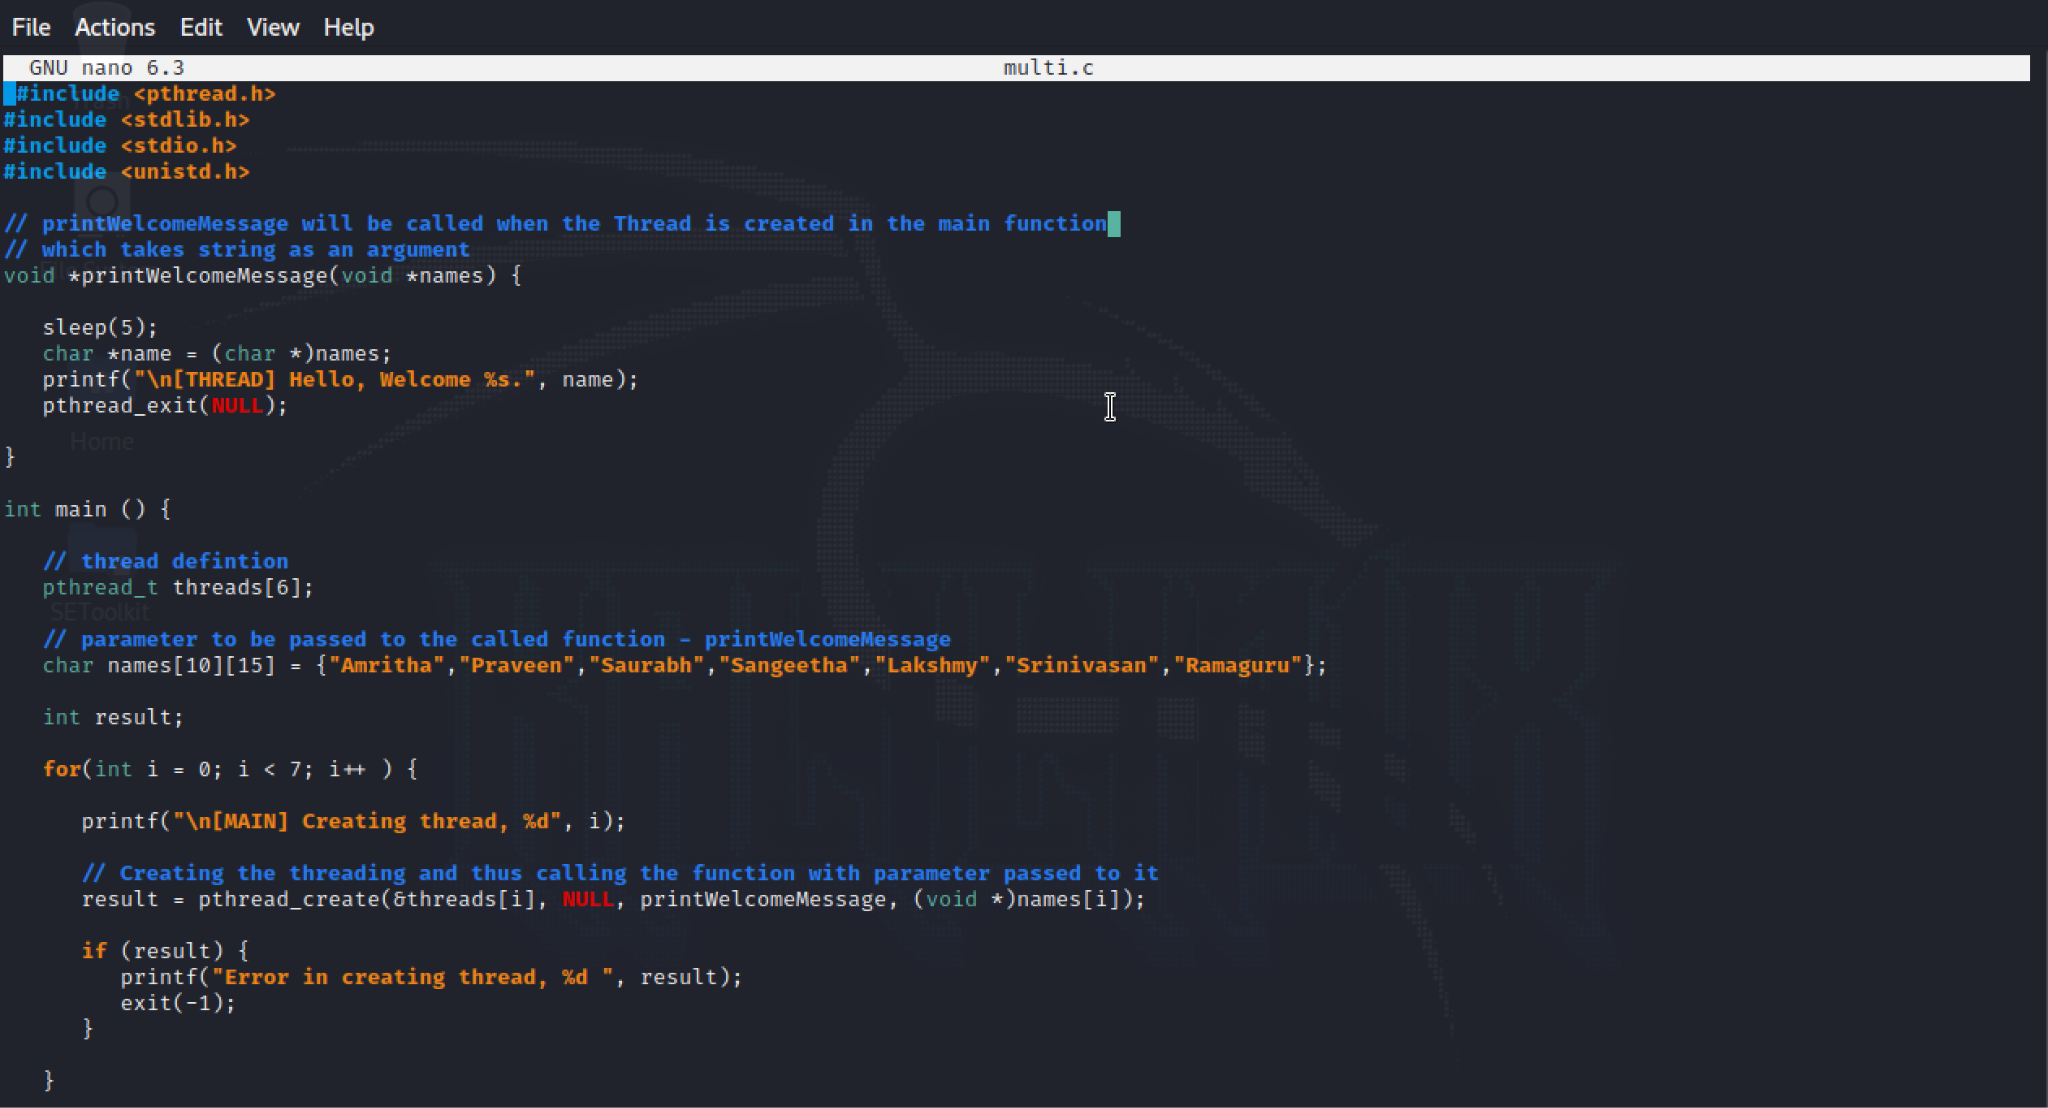 File Actions Edit View Help
GNU nano 6.3 multi.c
#include <pthread.h>
#include <stdlib.h>
#include <stdio.h>
#include <unistd.h>
// printWelcomeMessage will be called when the Thread is created in the main function
// which takes string as an argument
void *printWelcomeMessage(void *names) {
sleep(5);
char *name = (char *)names;
printf("\n[THREAD] Hello, Welcome %s.", name);
pthread_exit(NULL);
Home
}
int main () {
// thread defintion
pthread_t threads[6];
SEToolkit
// parameter to be passed to the called function - printWelcomeMessage
char names[10][15] = {"Amritha","Praveen","Saurabh","Sangeetha","Lakshmy","Srinivasan","Ramaguru"};
int result;
for(int i = 0; i < 7; i++ ) {
printf("\n[MAIN] Creating thread, %d", i);
// Creating the threading and thus calling the function with parameter passed to it
result = pthread_create(&threads[i], NULL, printWelcomeMessage, (void *)names[i]);
if (result) {
printf("Error in creating thread, %d ", result);
exit(-1);
}
}